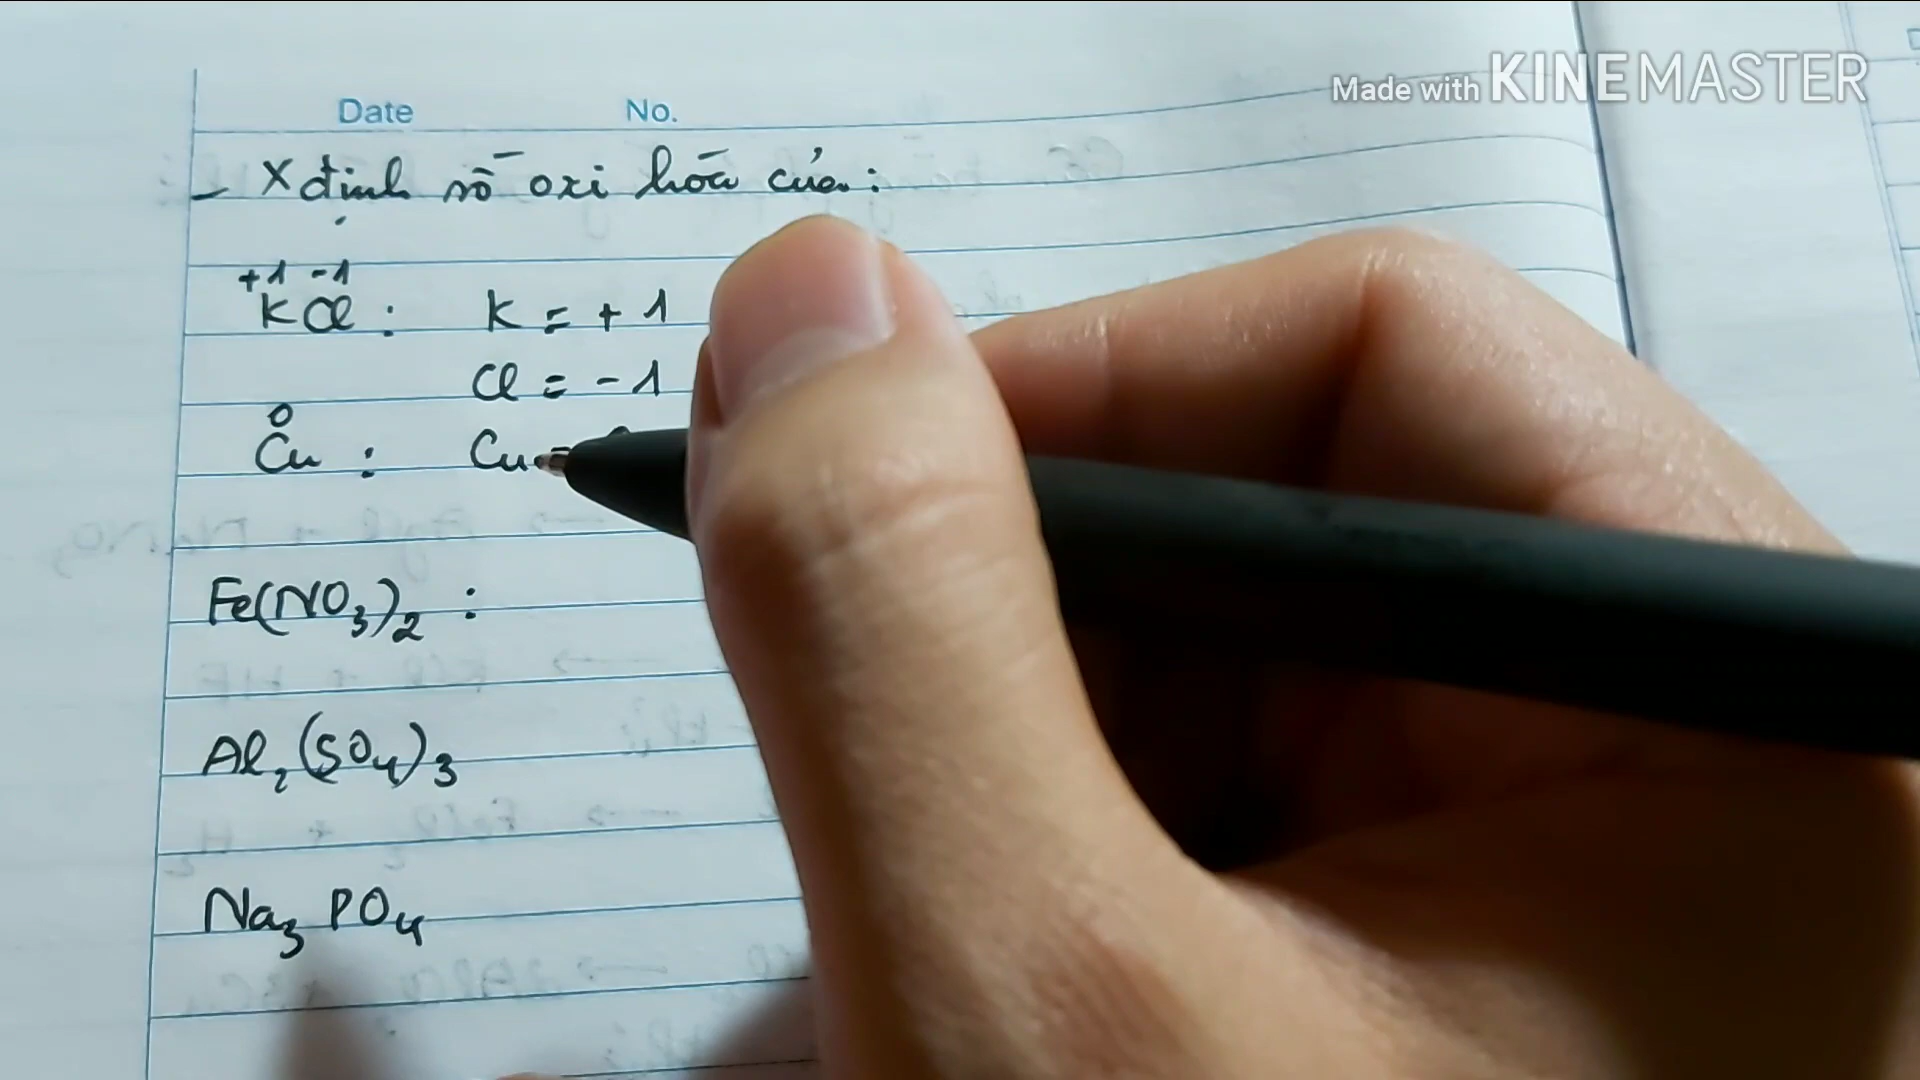 Made with KINEMASTER
Date No.
- Xđịnh số oxi hóa của:
+1 -1
KCl : K = + 1
Cl = - 1
0
Cu : Cu =
Fe(NO3)2 :
Al2(SO4)3
Na3PO4